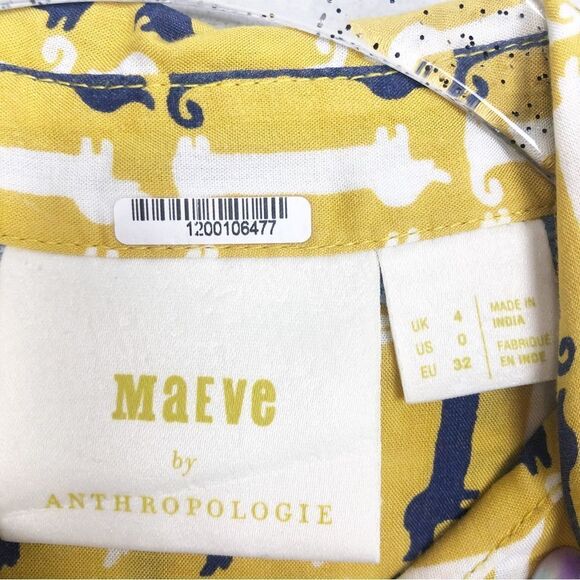 1200106477
MaEVe
by
ANTHROPOLOGIE
UK 4
US 0
EU 32
MADE IN
INDIA
FABRIQUÉ
EN INDE